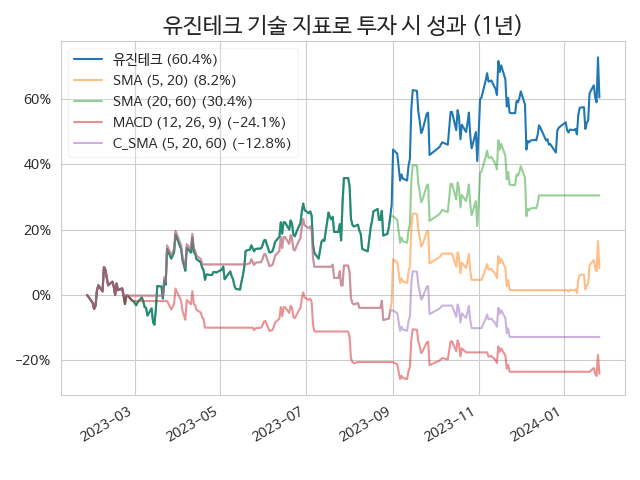 유진테크 기술 지표로 투자 시 성과 (1년)
유진테크 (60.4%)
SMA (5, 20) (8.2%)
SMA (20, 60) (30.4%)
MACD (12, 26, 9) (−24.1%)
C_SMA (5, 20, 60) (−12.8%)
60%
40%
20%
0%
−20%
2023−03
2023−05
2023−07
2023−09
2023−11
2024−01